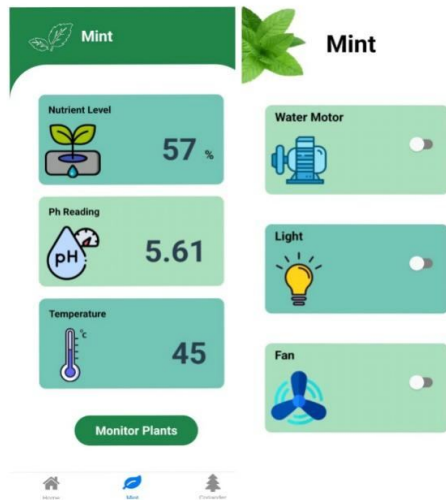 Mint
Nutrient Level
57 %
Ph Reading
pH
5.61
Temperature
°c
45
Monitor Plants
Home
Mint
Coriander
Mint
Water Motor
Light
Fan